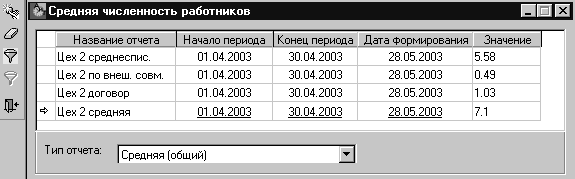 Средняя численность работников
Название отчета Начало периода Конец периода Дата формирования Значение
Цех 2 среднеспис. 01.04.2003 30.04.2003 28.05.2003 5.58
Цех 2 по внеш. совм. 01.04.2003 30.04.2003 28.05.2003 0.49
Цех 2 договор 01.04.2003 30.04.2003 28.05.2003 1.03
Цех 2 средняя 01.04.2003 30.04.2003 28.05.2003 7.1
Тип отчета: Средняя (общий)